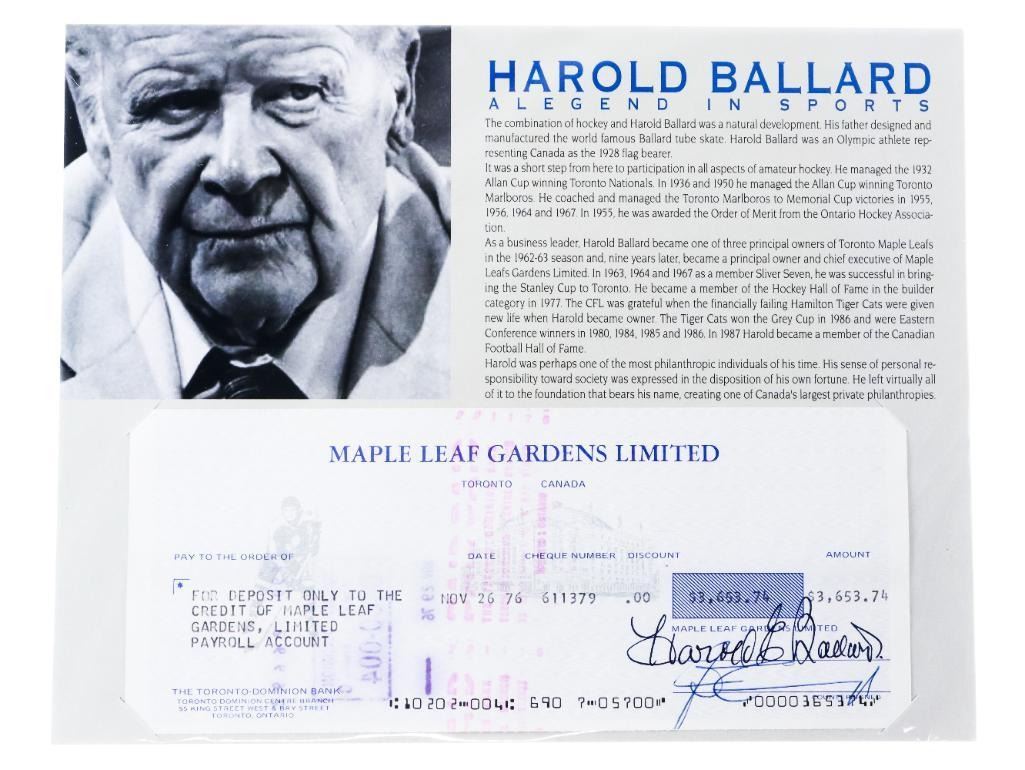 HAROLD BALLARD
A LEGEND IN SPORTS
The combination of hockey and Harold Ballard was a natural development. His father designed and
manufactured the world famous Ballard tube skate. Harold Ballard was an Olympic athlete rep-
resenting Canada as the 1928 flag bearer.
It was a short step from here to participation in all aspects of amateur hockey. He managed the 1932
Allan Cup winning Toronto Nationals. In 1936 and 1950 he managed the Allan Cup winning Toronto
Marlboros. He coached and managed the Toronto Marlboros to Memorial Cup victories in 1955,
1956, 1964 and 1967. In 1955, he was awarded the Order of Merit from the Ontario Hockey Associa-
tion.
As a business leader, Harold Ballard became one of three principal owners of Toronto Maple Leafs
in the 1962-63 season and, nine years later, became a principal owner and chief executive of Maple
Leafs Gardens Limited. In 1963, 1964 and 1967 as a member Sliver Seven, he was successful in bring-
ing the Stanley Cup to Toronto. He became a member of the Hockey Hall of Fame in the builder
category in 1977. The CFL was grateful when the financially failing Hamilton Tiger Cats were given
new life when Harold became owner. The Tiger Cats won the Grey Cup in 1986 and were Eastern
Conference winners in 1980, 1984, 1985 and 1986. In 1987 Harold became a member of the Canadian
Football Hall of Fame.
Harold was perhaps one of the most philanthropic individuals of his time. His sense of personal re-
sponsibility toward society was expressed in the disposition of his own fortune. He left virtually all
of it to the foundation that bears his name, creating one of Canada's largest private philanthropies.
MAPLE LEAF GARDENS LIMITED
TORONTO CANADA
PAY TO THE ORDER OF DATE CHEQUE NUMBER DISCOUNT AMOUNT
* FOR DEPOSIT ONLY TO THE NOV 26 76 611379 .00 $3,653.74 $3,653.74
CREDIT OF MAPLE LEAF
GARDENS, LIMITED
PAYROLL ACCOUNT
MAPLE LEAF GARDENS LIMITED
Harold E Ballard
THE TORONTO-DOMINION BANK
TORONTO DOMINION CENTRE BRANCH
55 KING STREET WEST & BAY STREET
TORONTO, ONTARIO
⑆10202⑉004⑆ 690 7⑉05700⑈ ⑈0000365374⑈